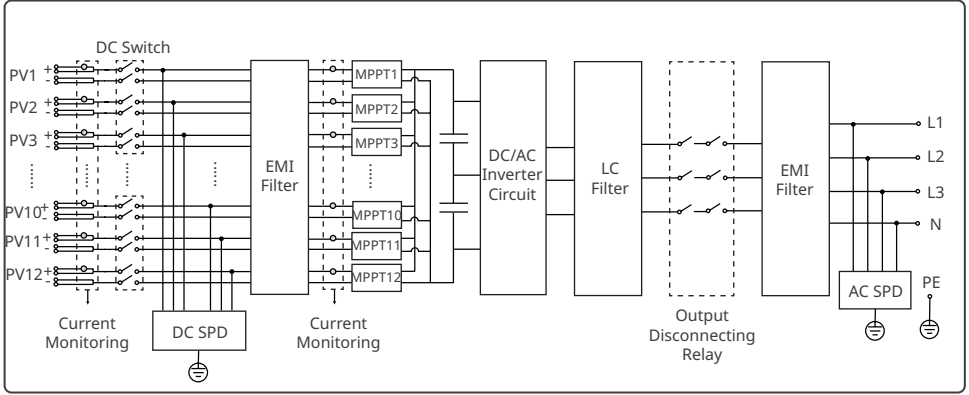 DC Switch
PV1 +
-
PV2 +
-
PV3 +
-
PV10 +
-
PV11 +
-
PV12 +
-
Current
Monitoring
DC SPD
EMI
Filter
Current
Monitoring
MPPT1
MPPT2
MPPT3
MPPT10
MPPT11
MPPT12
DC/AC
Inverter
Circuit
LC
Filter
Output
Disconnecting
Relay
EMI
Filter
L1
L2
L3
N
AC SPD
PE